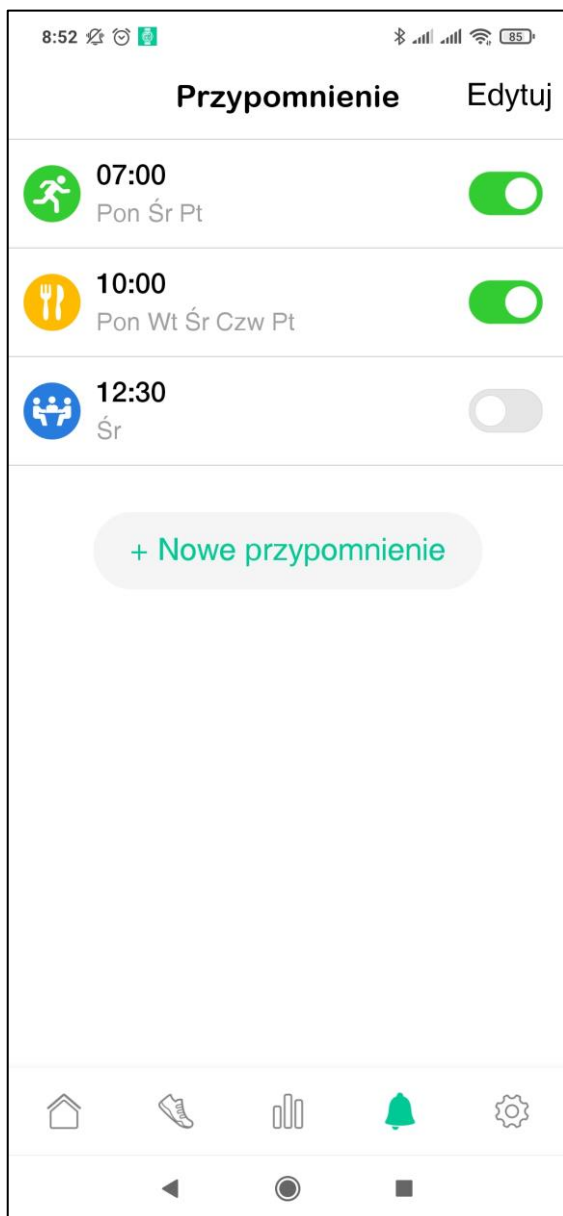 8:52 85
Przypomnienie Edytuj
07:00
Pon Śr Pt
10:00
Pon Wt Śr Czw Pt
12:30
Śr
+ Nowe przypomnienie